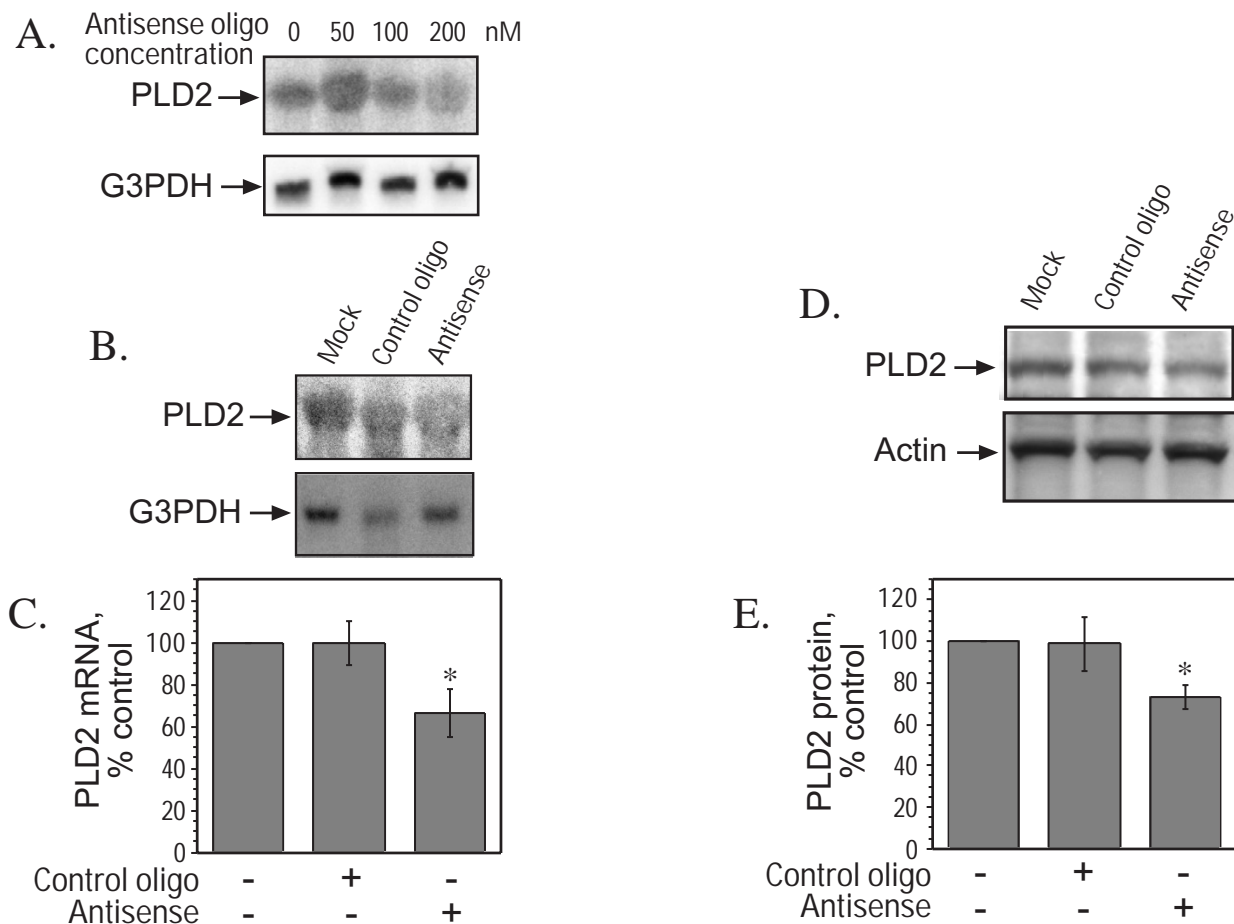 A.
Antisense oligo
concentration
0 50 100 200 nM
PLD2
G3PDH
B.
Mock
Control oligo
Antisense
PLD2
G3PDH
C.
PLD2 mRNA,
% control
120
100
80
60
40
20
0
Control oligo - + -
Antisense - - +
*
D.
Mock
Control oligo
Antisense
PLD2
Actin
E.
PLD2 protein,
% control
120
100
80
60
40
20
0
*
Control oligo - + -
Antisense - - +